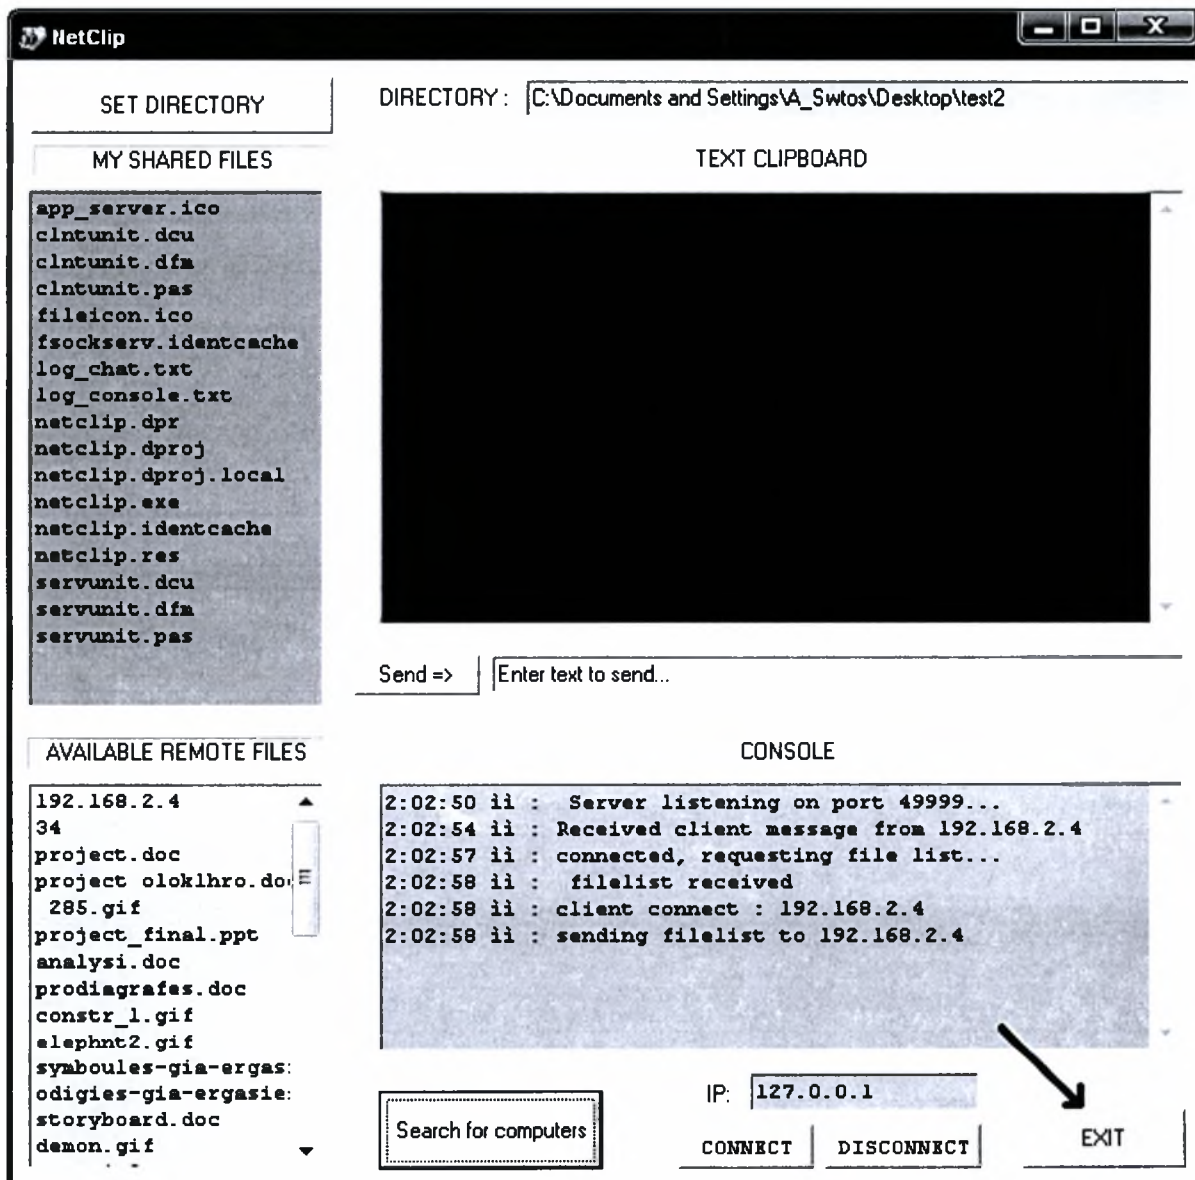 NetClip
SET DIRECTORY
DIRECTORY : C:\Documents and Settings\A_Swtos\Desktop\test2
MY SHARED FILES
app_server.ico
clntunit.dcu
clntunit.dfm
clntunit.pas
fileicon.ico
fsockserv.identcache
log_chat.txt
log_console.txt
netclip.dpr
netclip.dproj
netclip.dproj.local
netclip.exe
netclip.identcache
netclip.res
servunit.dcu
servunit.dfm
servunit.pas
TEXT CLIPBOARD
Send => Enter text to send...
AVAILABLE REMOTE FILES
192.168.2.4
34
project.doc
project oloklhro.do
285.gif
project_final.ppt
analysi.doc
prodiagrafes.doc
constr_1.gif
elephnt2.gif
symboules-gia-ergas
odigies-gia-ergasie
storyboard.doc
demon.gif
CONSOLE
2:02:50 ìì : Server listening on port 49999...
2:02:54 ìì : Received client message from 192.168.2.4
2:02:57 ìì : connected, requesting file list...
2:02:58 ìì : filelist received
2:02:58 ìì : client connect : 192.168.2.4
2:02:58 ìì : sending filelist to 192.168.2.4
Search for computers
IP: 127.0.0.1
CONNECT DISCONNECT
EXIT